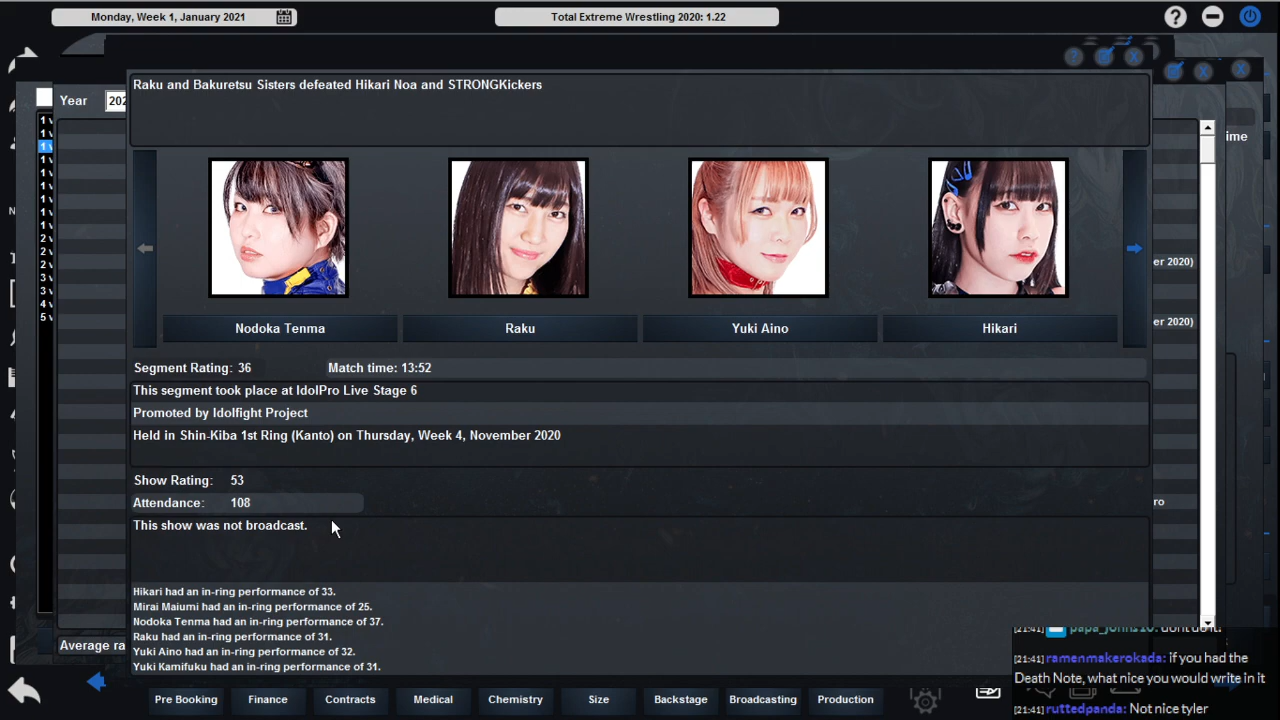 Monday, Week 1, January 2021
Total Extreme Wrestling 2020: 1.22
Raku and Bakuretsu Sisters defeated Hikari Noa and STRONGKickers
Year
202
ime
er 2020)
er 2020)
ro
Nodoka Tenma
Raku
Yuki Aino
Hikari
Segment Rating: 36
Match time: 13:52
This segment took place at IdolPro Live Stage 6
Promoted by Idolfight Project
Held in Shin-Kiba 1st Ring (Kanto) on Thursday, Week 4, November 2020
Show Rating: 53
Attendance: 108
This show was not broadcast.
Hikari had an in-ring performance of 33.
Mirai Maiumi had an in-ring performance of 25.
Nodoka Tenma had an in-ring performance of 37.
Raku had an in-ring performance of 31.
Yuki Aino had an in-ring performance of 32.
Yuki Kamifuku had an in-ring performance of 31.
Average ra
[21:41] ramenmakerokada: if you had the
Death Note, what nice you would write in it
[21:41] ruttedpanda: Not nice tyler
Pre Booking
Finance
Contracts
Medical
Chemistry
Size
Backstage
Broadcasting
Production